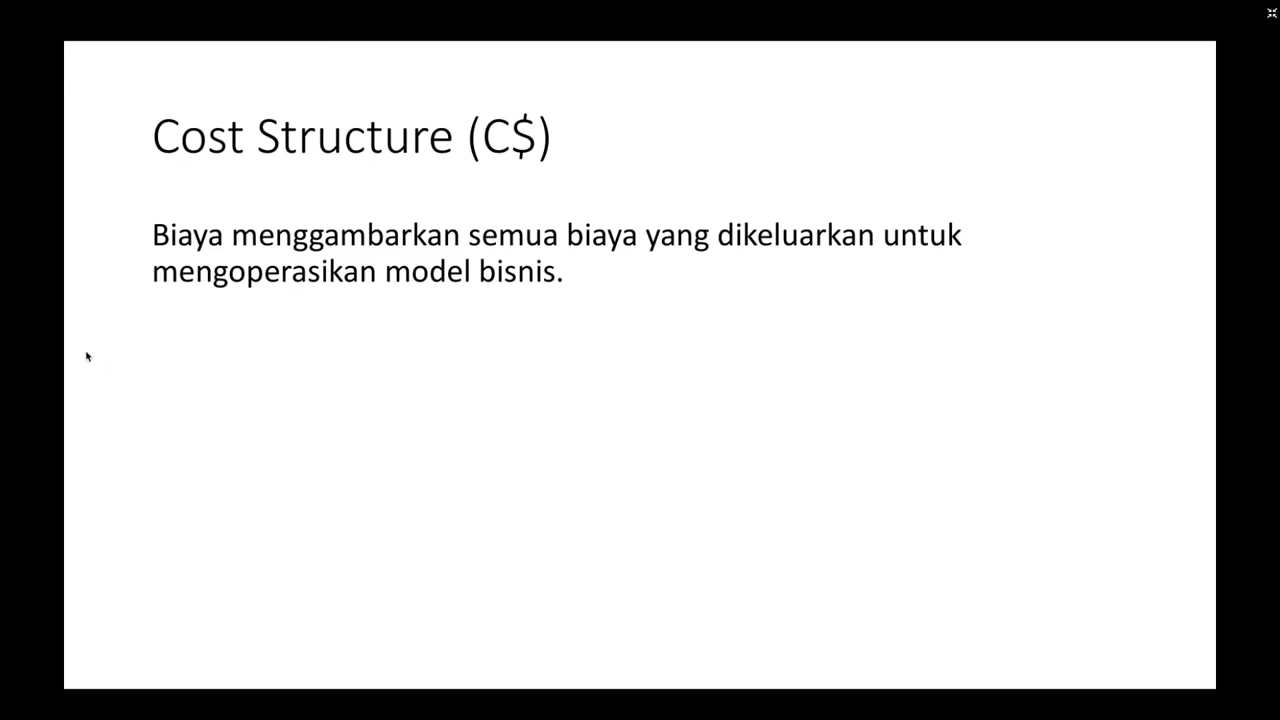 Cost Structure (C$)
Biaya menggambarkan semua biaya yang dikeluarkan untuk
mengoperasikan model bisnis.